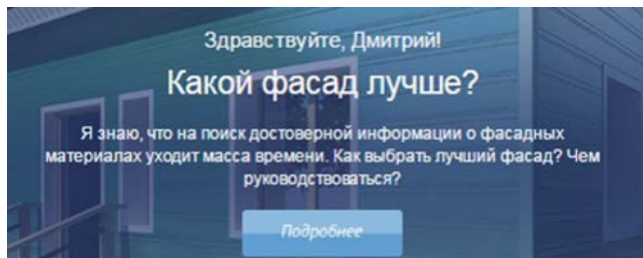 Здравствуйте, Дмитрий!
Какой фасад лучше?
Я знаю, что на поиск достоверной информации о фасадных
материалах уходит масса времени. Как выбрать лучший фасад? Чем
руководствоваться?
Подробнее